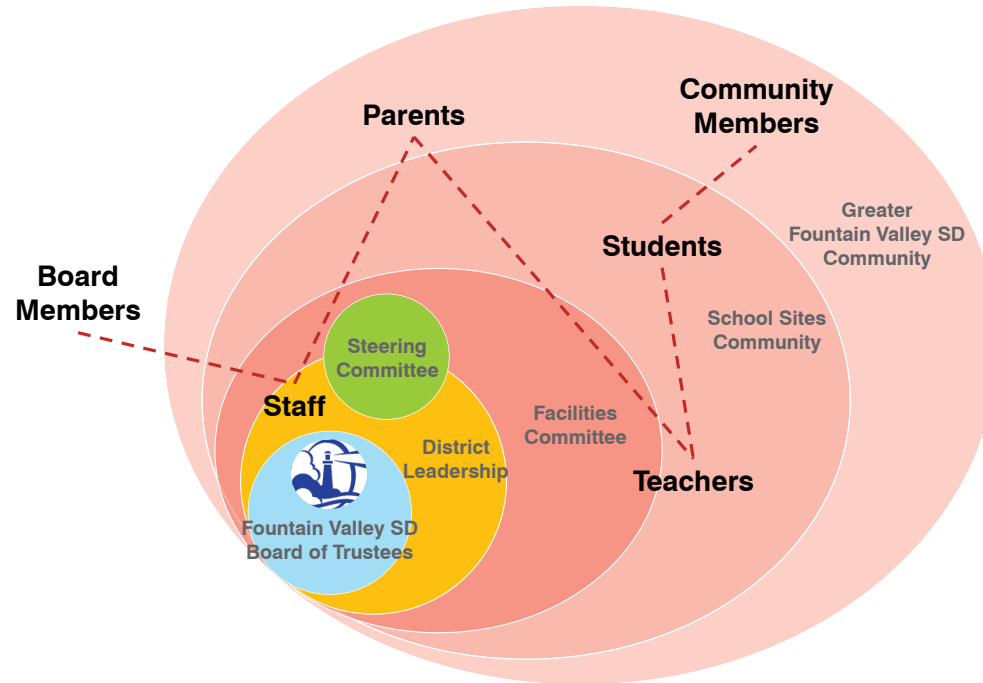 Community
Members
Parents
Greater
Fountain Valley SD
Community
Students
Board
Members
School Sites
Community
Steering
Committee
Staff
Facilities
Committee
District
Leadership
Teachers
Fountain Valley SD
Board of Trustees